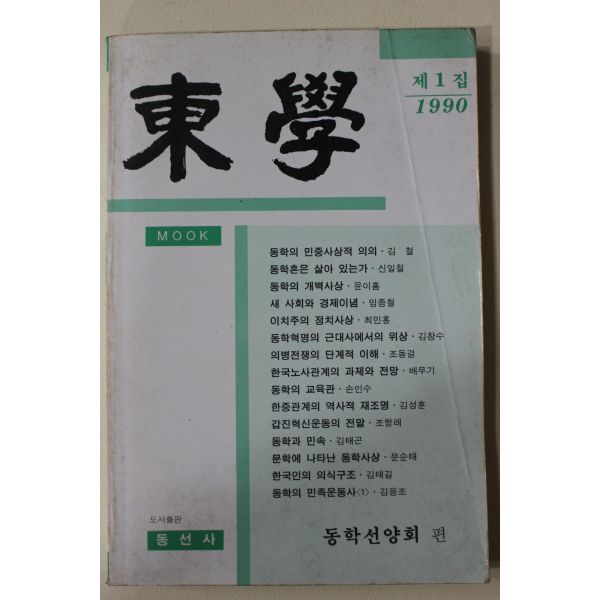 東學
제1집
1990
MOOK
동학의 민중사상적 의의 · 김 철
동학혼은 살아 있는가 · 신일철
동학의 개벽사상 · 윤이흠
새 사회와 경제이념 · 임종철
이치주의 정치사상 · 최민홍
동학혁명의 근대사에서의 위상 · 김창수
의병전쟁의 단계적 이해 · 조동걸
한국노사관계의 과제와 전망 · 배무기
동학의 교육관 · 손인수
한중관계의 역사적 재조명 · 김성훈
갑진혁신운동의 전말 · 조항래
동학과 민속 · 김태곤
문학에 나타난 동학사상 · 문순태
한국인의 의식구조 · 김태길
동학의 민족운동사〈1〉 · 김응조
도서출판
동선사
동학선양회 편